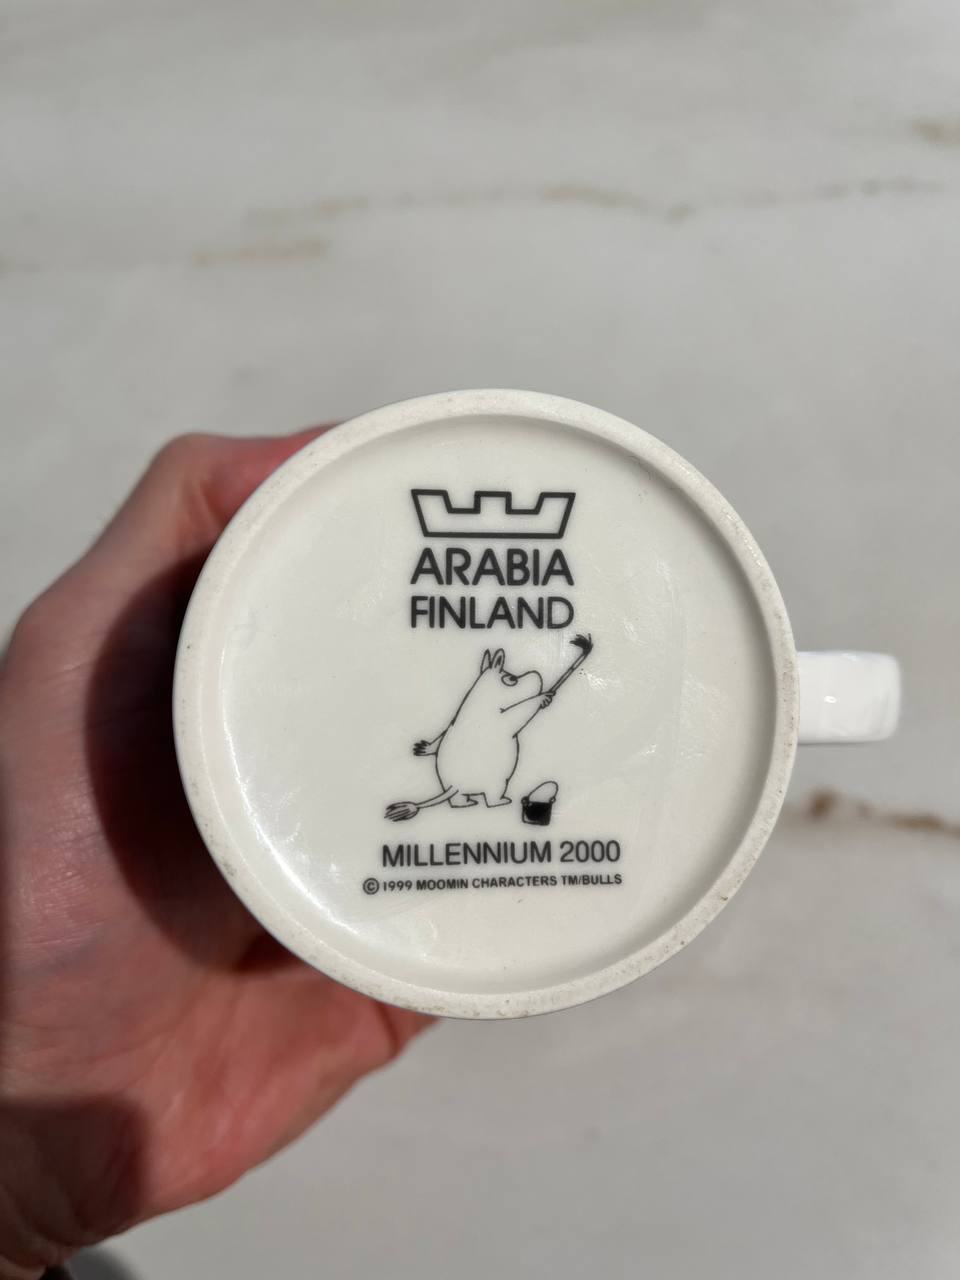 ARABIA
FINLAND
MILLENNIUM 2000
© 1999 MOOMIN CHARACTERS TM/BULLS